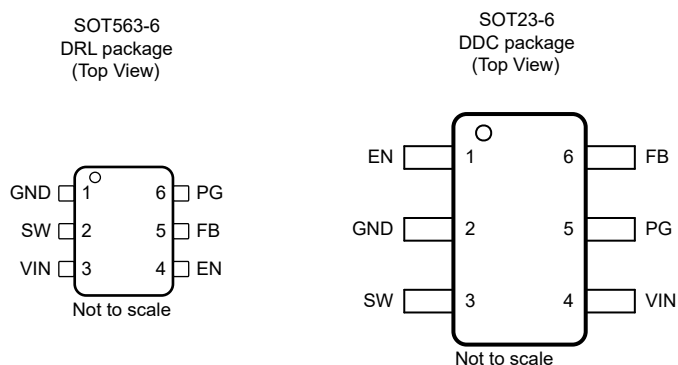 SOT563-6
DRL package
(Top View)
GND 1 6 PG
SW 2 5 FB
VIN 3 4 EN
Not to scale
SOT23-6
DDC package
(Top View)
EN 1 6 FB
GND 2 5 PG
SW 3 4 VIN
Not to scale